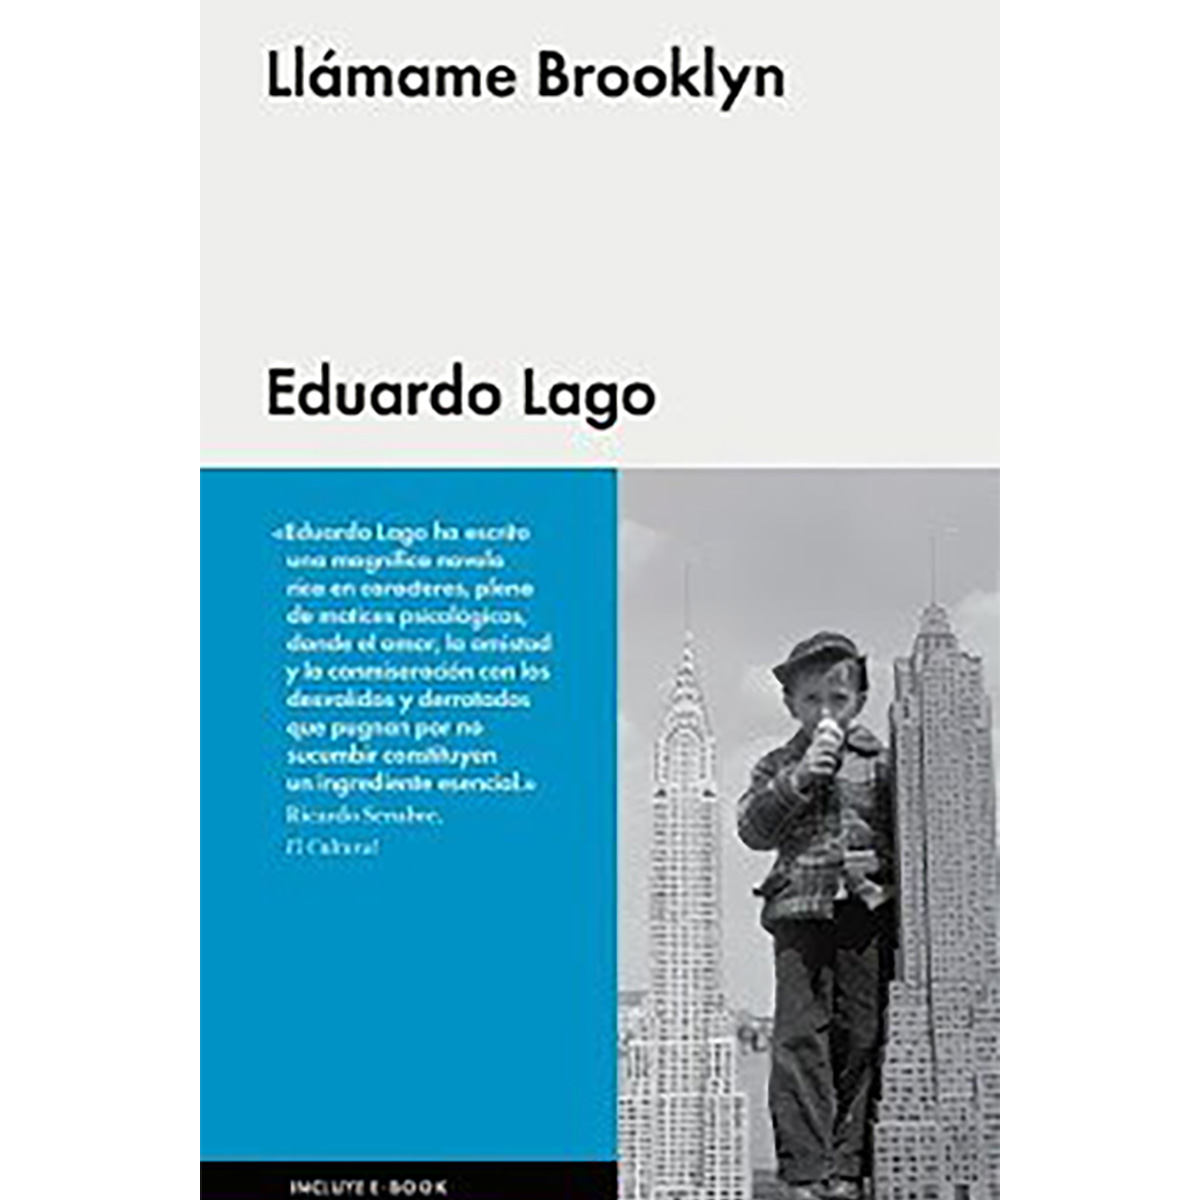 Llámame Brooklyn
Eduardo Lago
«Eduardo Lago ha escrito
una magnífica novela
rica en caracteres, plena
de matices psicológicos,
donde el amor, la amistad
y la conmiseración con los
desvalidos y derrotados
que pugnan por no
sucumbir constituyen
un ingrediente esencial.»
Ricardo Senabre,
El Cultural
INCLUYE E-BOOK